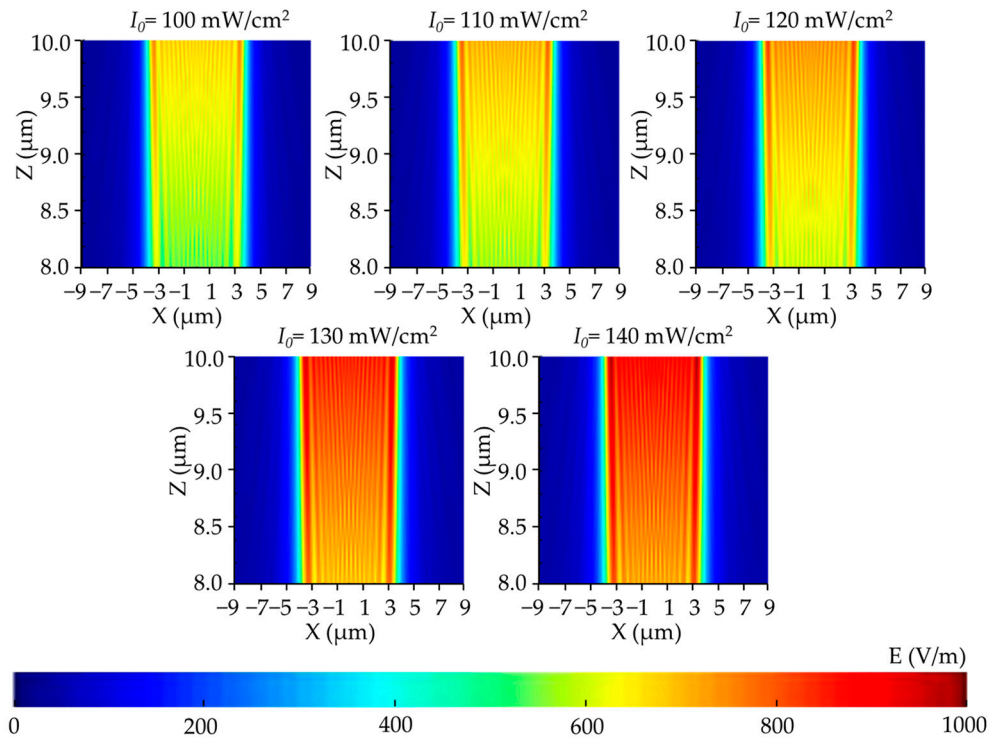 I₀= 100 mW/cm²
I₀= 110 mW/cm²
I₀= 120 mW/cm²
10.0
9.5
9.0
8.5
8.0
Z (μm)
−9 −7 −5 −3 −1 1 3 5 7 9
X (μm)
10.0
9.5
9.0
8.5
8.0
Z (μm)
−9 −7 −5 −3 −1 1 3 5 7 9
X (μm)
10.0
9.5
9.0
8.5
8.0
Z (μm)
−9 −7 −5 −3 −1 1 3 5 7 9
X (μm)
I₀= 130 mW/cm²
I₀= 140 mW/cm²
10.0
9.5
9.0
8.5
8.0
Z (μm)
−9 −7 −5 −3 −1 1 3 5 7 9
X (μm)
10.0
9.5
9.0
8.5
8.0
Z (μm)
−9 −7 −5 −3 −1 1 3 5 7 9
X (μm)
E (V/m)
0 200 400 600 800 1000